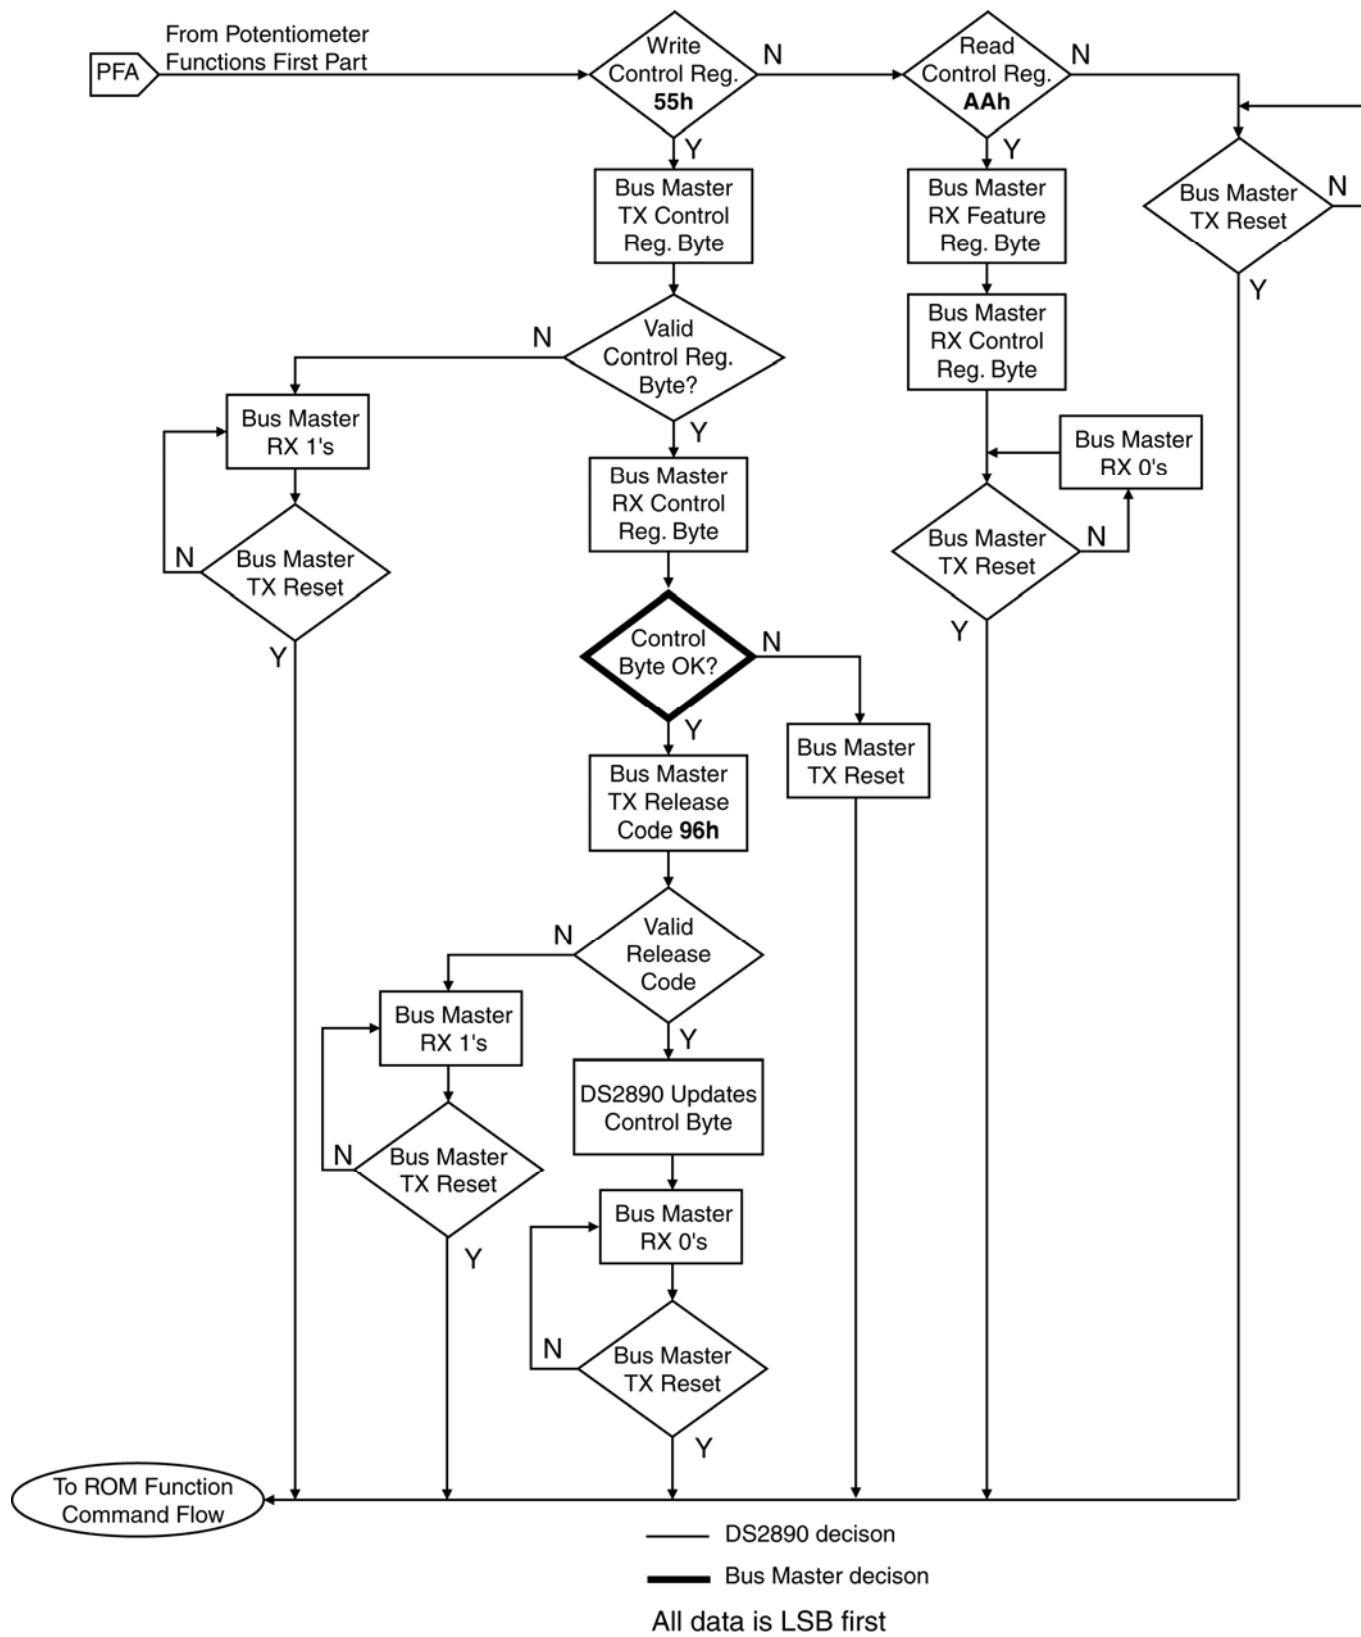 From Potentiometer
Functions First Part
PFA
Write
Control Reg.
55h
N
Y
Read
Control Reg.
AAh
N
Y
Bus Master
TX Reset
N
Y
Bus Master
TX Control
Reg. Byte
Bus Master
RX Feature
Reg. Byte
Valid
Control Reg.
Byte?
N
Y
Bus Master
RX Control
Reg. Byte
Bus Master
RX 1's
Bus Master
RX 0's
Bus Master
RX Control
Reg. Byte
Bus Master
TX Reset
N
Y
Bus Master
TX Reset
N
Y
Control
Byte OK?
N
Y
Bus Master
TX Reset
Bus Master
TX Release
Code 96h
Valid
Release
Code
N
Y
Bus Master
RX 1's
DS2890 Updates
Control Byte
Bus Master
TX Reset
N
Y
Bus Master
RX 0's
Bus Master
TX Reset
N
Y
To ROM Function
Command Flow
DS2890 decison
Bus Master decison
All data is LSB first